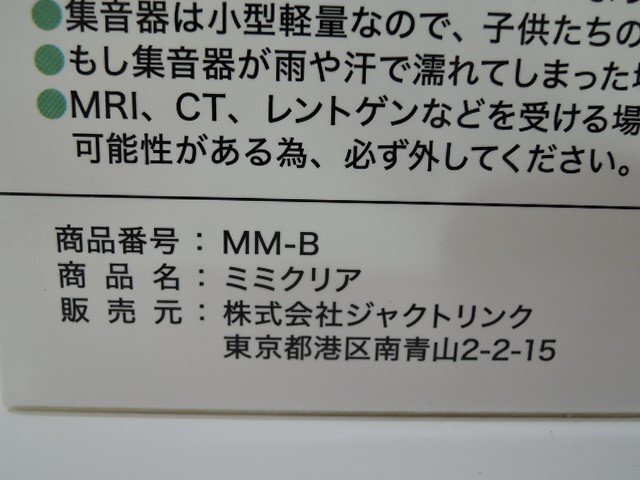 ●集音器は小型軽量なので、子供たちの
●もし集音器が雨や汗で濡れてしまった場
●MRI、CT、レントゲンなどを受ける場
可能性がある為、必ず外してください。
商品番号：MM-B
商品名：ミミクリア
販売元：株式会社ジャクトリンク
東京都港区南青山2-2-15